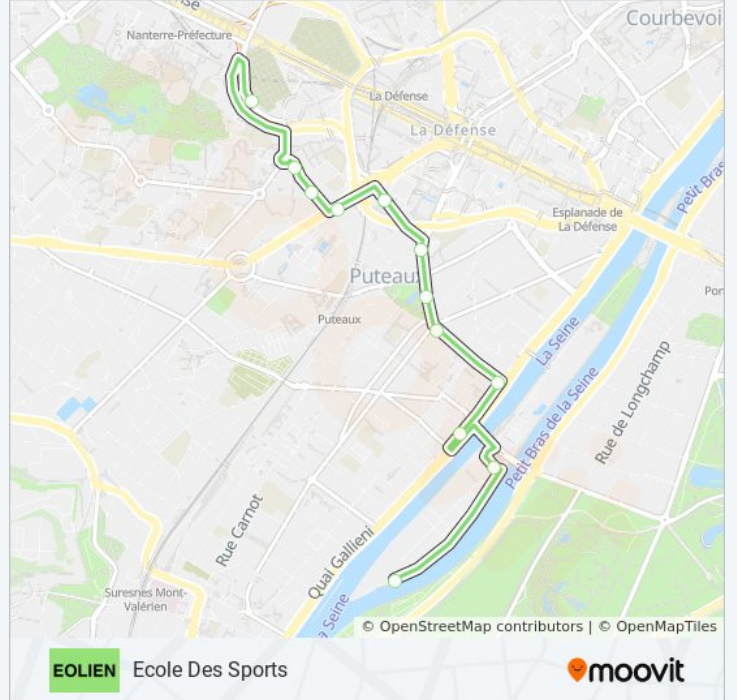 se
Courbevoi
Nanterre-Préfecture
La Défense
La Défense
Petit Bras
Esplanade de
La Défense
Puteaux
Pon
Puteaux
La Seine
Petit Bras de la Seine
Rue de Longchamp
Rue Carnot
Quai Gallieni
Suresnes Mont-
Valérien
a Seine
© OpenStreetMap contributors | © OpenMapTiles
EOLIEN Ecole Des Sports
moovit